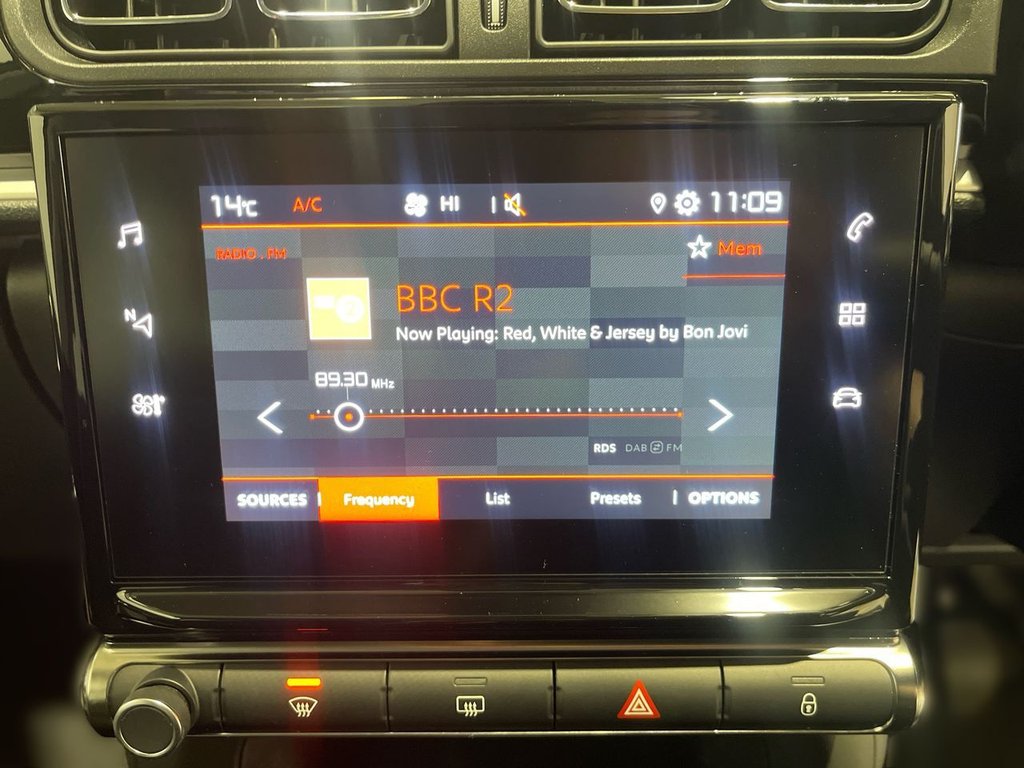 14°C A/C HI 11:09
RADIO . FM
Mem
2
BBC R2
Now Playing: Red, White & Jersey by Bon Jovi
89.30 MHz
RDS DAB FM
SOURCES Frequency List Presets OPTIONS
N